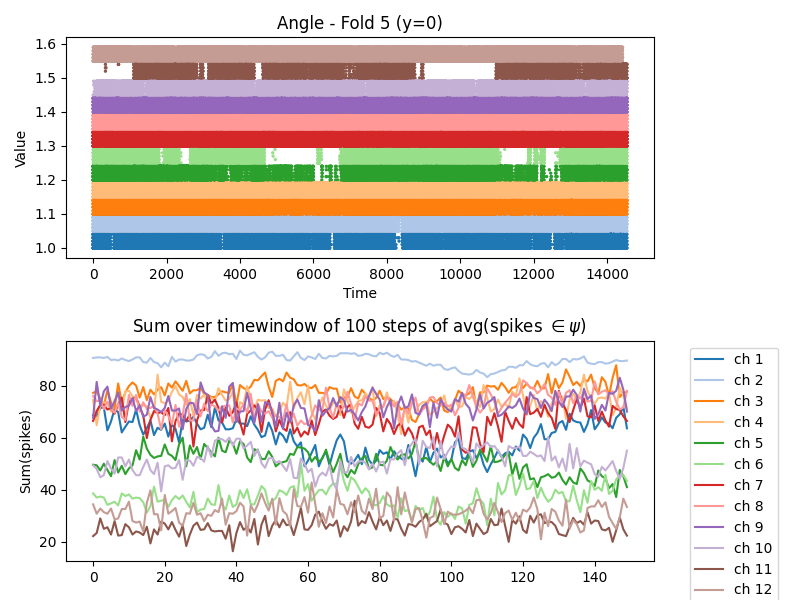 Angle - Fold 5 (y=0)
1.6
1.5
1.4
1.3
1.2
1.1
1.0
Value
0 2000 4000 6000 8000 10000 12000 14000
Time
Sum over timewindow of 100 steps of avg(spikes ∈ ψ)
80
60
40
20
Sum(spikes)
0 20 40 60 80 100 120 140
ch 1
ch 2
ch 3
ch 4
ch 5
ch 6
ch 7
ch 8
ch 9
ch 10
ch 11
ch 12